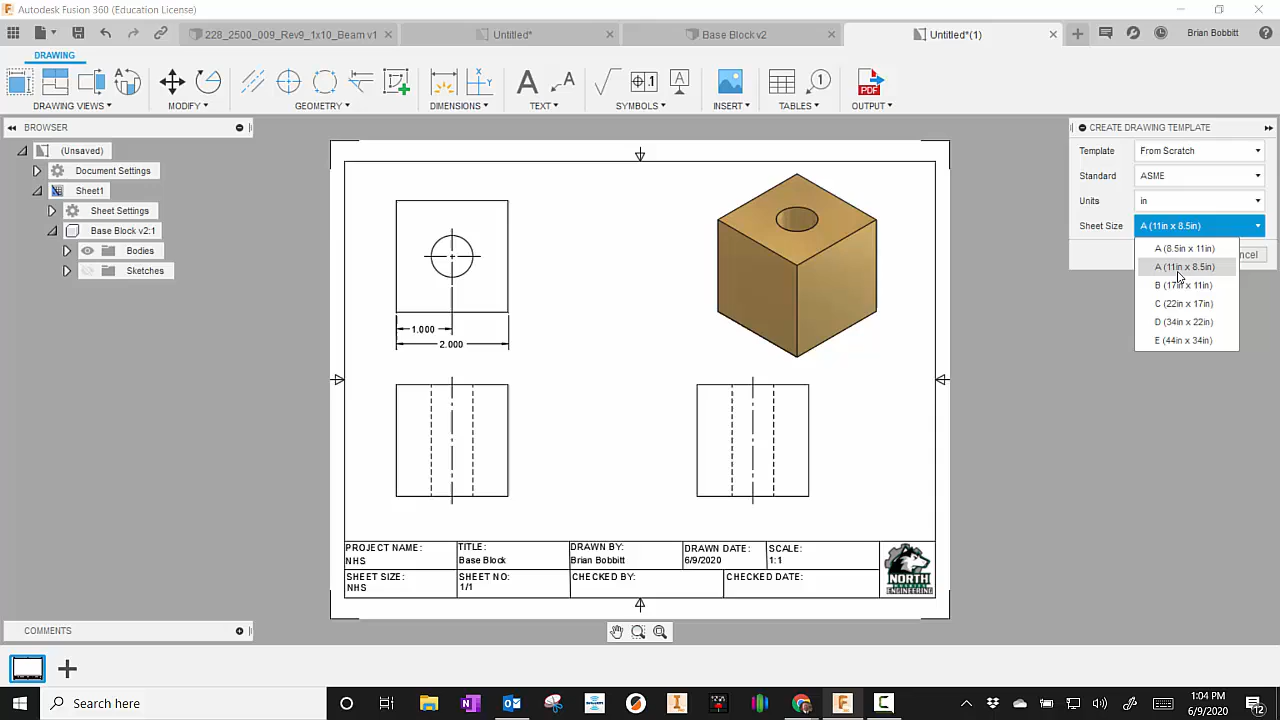 Autodesk Fusion 360 (Education License)
228_2500_009_Rev9_1x10_Beam v1
Untitled*
Base Block v2
Untitled*(1)
Brian Bobbitt
DRAWING
A
A
1
A
1
PDF
DRAWING VIEWS
MODIFY
GEOMETRY
DIMENSIONS
TEXT
SYMBOLS
INSERT
TABLES
OUTPUT
BROWSER
(Unsaved)
Document Settings
Sheet1
Sheet Settings
Base Block v2:1
Bodies
Sketches
CREATE DRAWING TEMPLATE
Template From Scratch
Standard ASME
Units in
Sheet Size A (11in x 8.5in)
A (8.5in x 11in)
ncel
A (11in x 8.5in)
B (17in x 11in)
C (22in x 17in)
D (34in x 22in)
E (44in x 34in)
1.000
2.000
PROJECT NAME: TITLE: DRAWN BY: DRAWN DATE: SCALE:
NHS Base Block Brian Bobbitt 6/9/2020 1:1
SHEET SIZE: SHEET NO: CHECKED BY: CHECKED DATE:
NHS 1/1
NORTH
ENGINEERING
COMMENTS
Search here
1:04 PM
6/9/2020